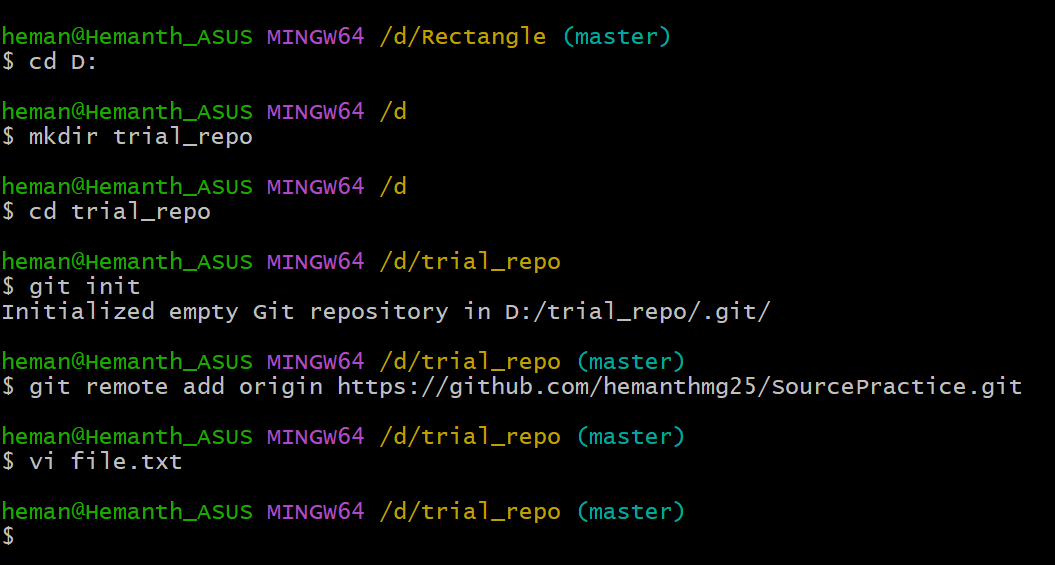 heman@Hemanth_ASUS MINGW64 /d/Rectangle (master)
$ cd D:
heman@Hemanth_ASUS MINGW64 /d
$ mkdir trial_repo
heman@Hemanth_ASUS MINGW64 /d
$ cd trial_repo
heman@Hemanth_ASUS MINGW64 /d/trial_repo
$ git init
Initialized empty Git repository in D:/trial_repo/.git/
heman@Hemanth_ASUS MINGW64 /d/trial_repo (master)
$ git remote add origin https://github.com/hemanthmg25/SourcePractice.git
heman@Hemanth_ASUS MINGW64 /d/trial_repo (master)
$ vi file.txt
heman@Hemanth_ASUS MINGW64 /d/trial_repo (master)
$